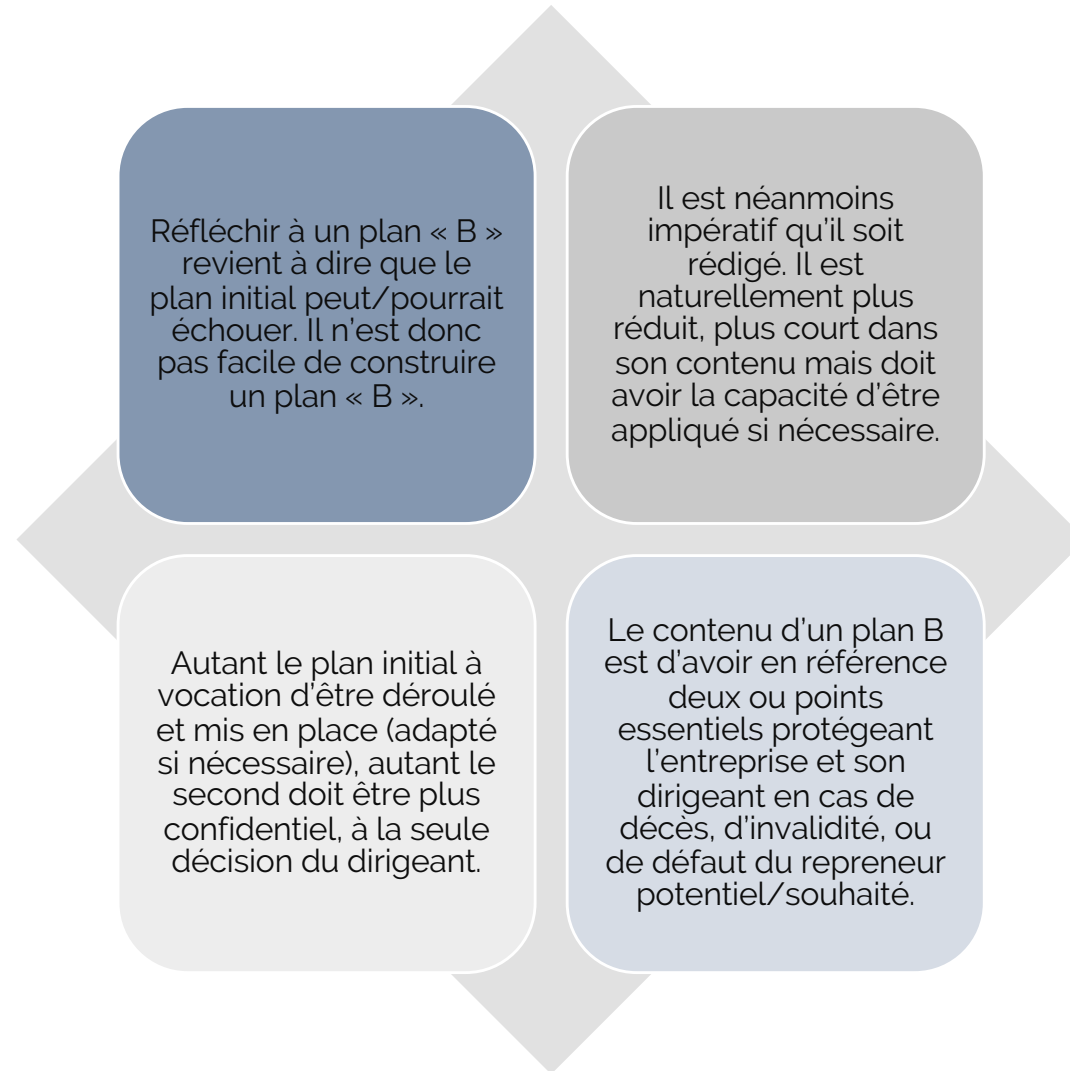 Réfléchir à un plan « B »
revient à dire que le
plan initial peut/pourrait
échouer. Il n’est donc
pas facile de construire
un plan « B ».
Il est néanmoins
impératif qu’il soit
rédigé. Il est
naturellement plus
réduit, plus court dans
son contenu mais doit
avoir la capacité d’être
appliqué si nécessaire.
Autant le plan initial à
vocation d’être déroulé
et mis en place (adapté
si nécessaire), autant le
second doit être plus
confidentiel, à la seule
décision du dirigeant.
Le contenu d’un plan B
est d’avoir en référence
deux ou points
essentiels protégeant
l’entreprise et son
dirigeant en cas de
décès, d’invalidité, ou
de défaut du repreneur
potentiel/souhaité.